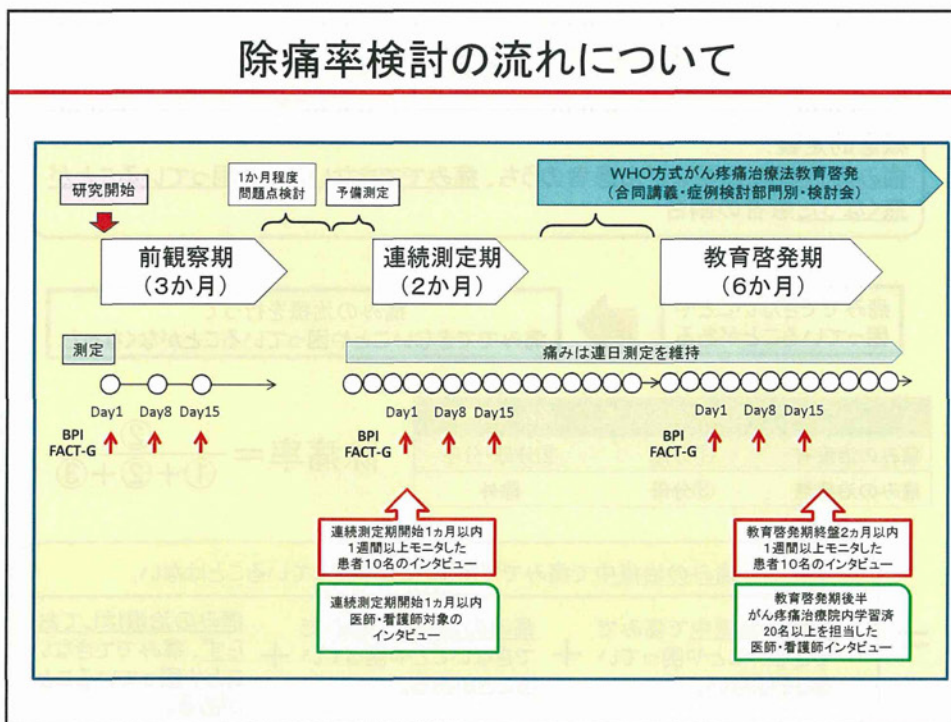 除痛率検討の流れについて
WHO方式がん疼痛治療法教育啓発
(合同講義・症例検討部門別・検討会)
研究開始
1か月程度
問題点検討
予備測定
前観察期
(3か月)
連続測定期
(2か月)
教育啓発期
(6か月)
測定
痛みは連日測定を維持
Day1 Day8 Day15
Day1 Day8 Day15
Day1 Day8 Day15
BPI
FACT-G
BPI
FACT-G
BPI
FACT-G
連続測定期開始1ヵ月以内
1週間以上モニタした
患者10名のインタビュー
連続測定期開始1ヵ月以内
医師・看護師対象の
インタビュー
教育啓発期終盤2ヵ月以内
1週間以上モニタした
患者10名のインタビュー
教育啓発期後半
がん疼痛治療院内学習済
20名以上を担当した
医師・看護師インタビュー